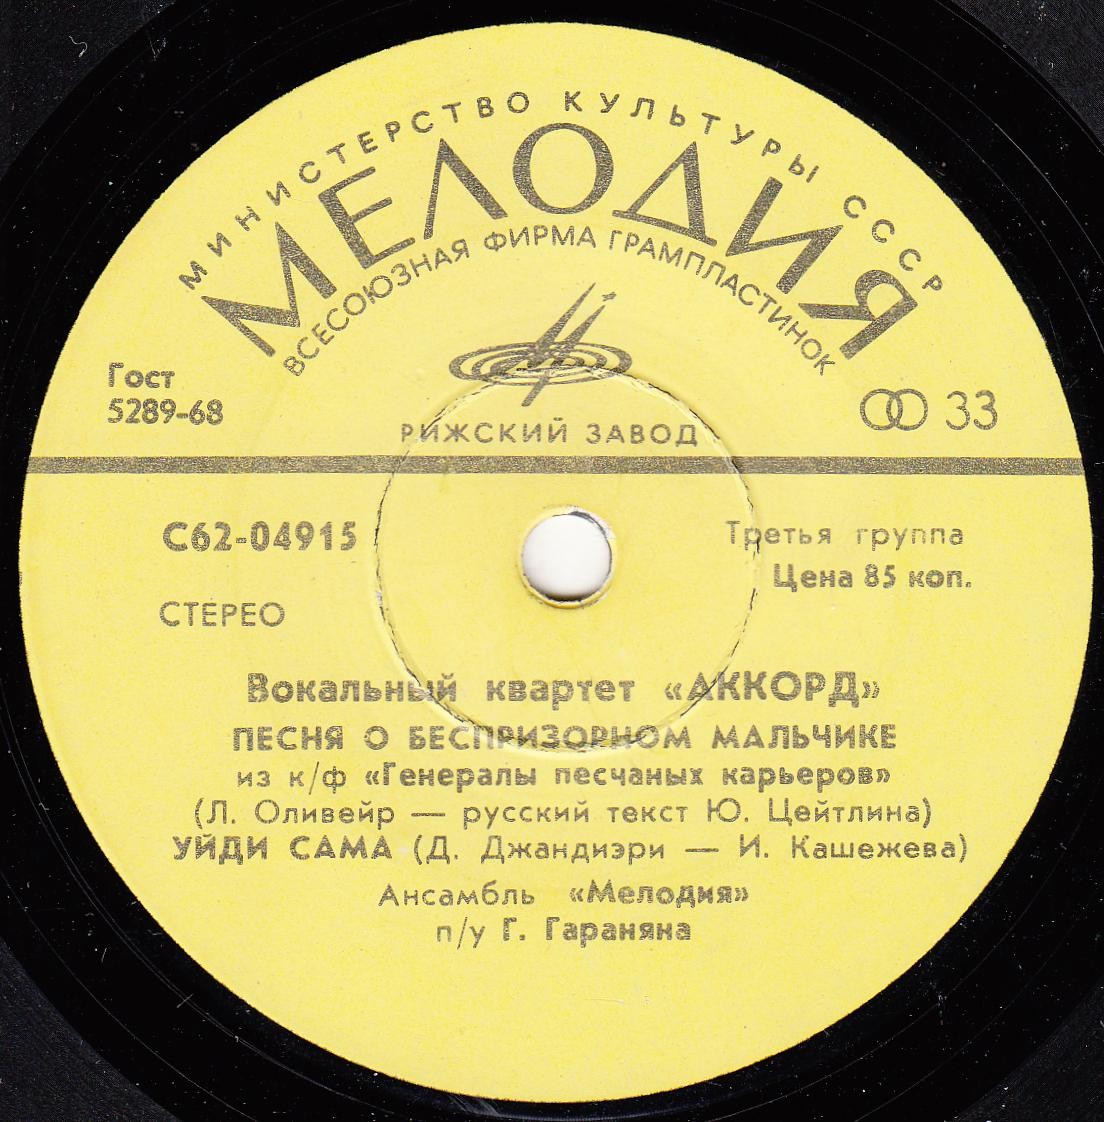 МИНИСТЕРСТВО КУЛЬТУРЫ СССР
МЕЛОДИЯ
ВСЕСОЮЗНАЯ ФИРМА ГРАМПЛАСТИНОК
Гост
5289-68
33
РИЖСКИЙ ЗАВОД
С62-04915
Третья группа
Цена 85 коп.
СТЕРЕО
Вокальный квартет «АККОРД»
ПЕСНЯ О БЕСПРИЗОРНОМ МАЛЬЧИКЕ
из к/ф «Генералы песчаных карьеров»
(Л. Оливейр — русский текст Ю. Цейтлина)
УЙДИ САМА (Д. Джандиэри — И. Кашежева)
Ансамбль «Мелодия»
п/у Г. Гараняна